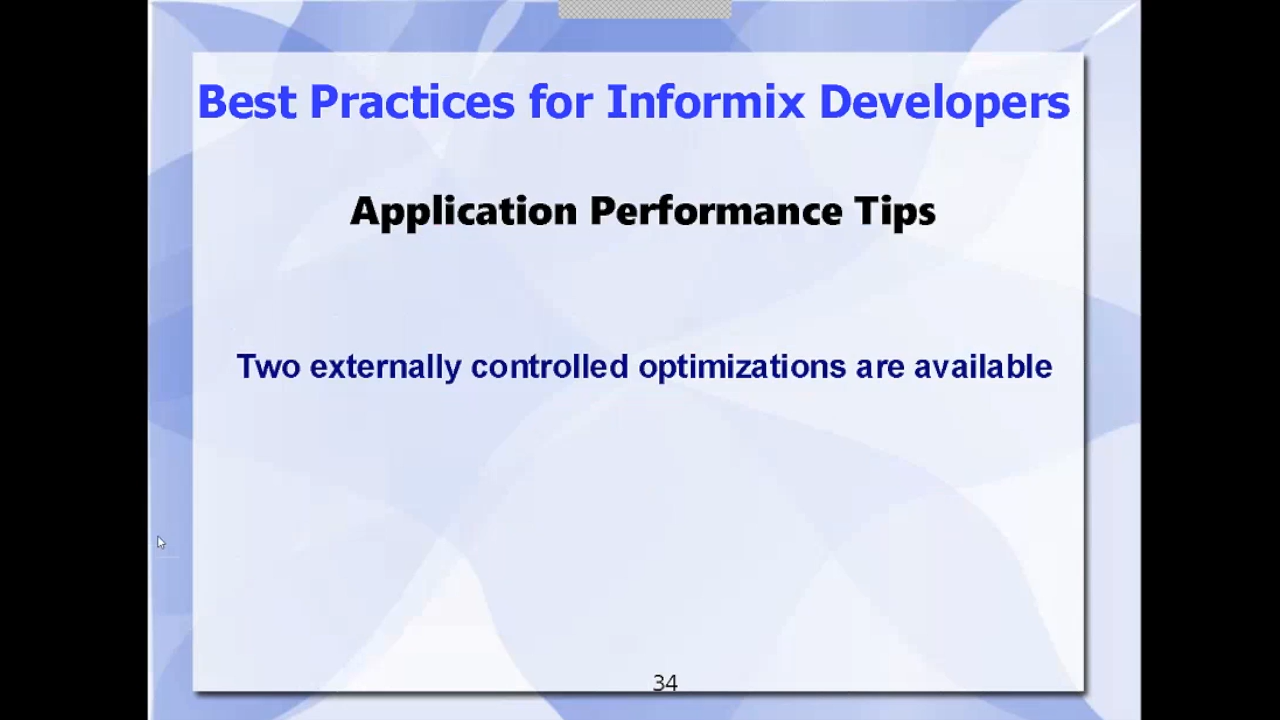 Best Practices for Informix Developers
Application Performance Tips
Two externally controlled optimizations are available
34